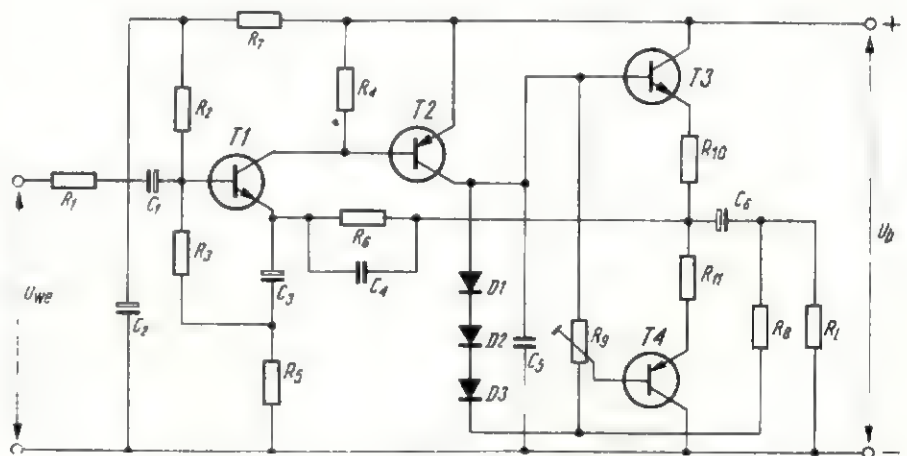 R7
+
R4
T3
R2
T2
T1
R10
R1
C1
C6
R6
R3
Ub
C3
C4
R11
Uwe
D1
C2
D2
C5
R9
T4
R8
RL
R5
D3
−